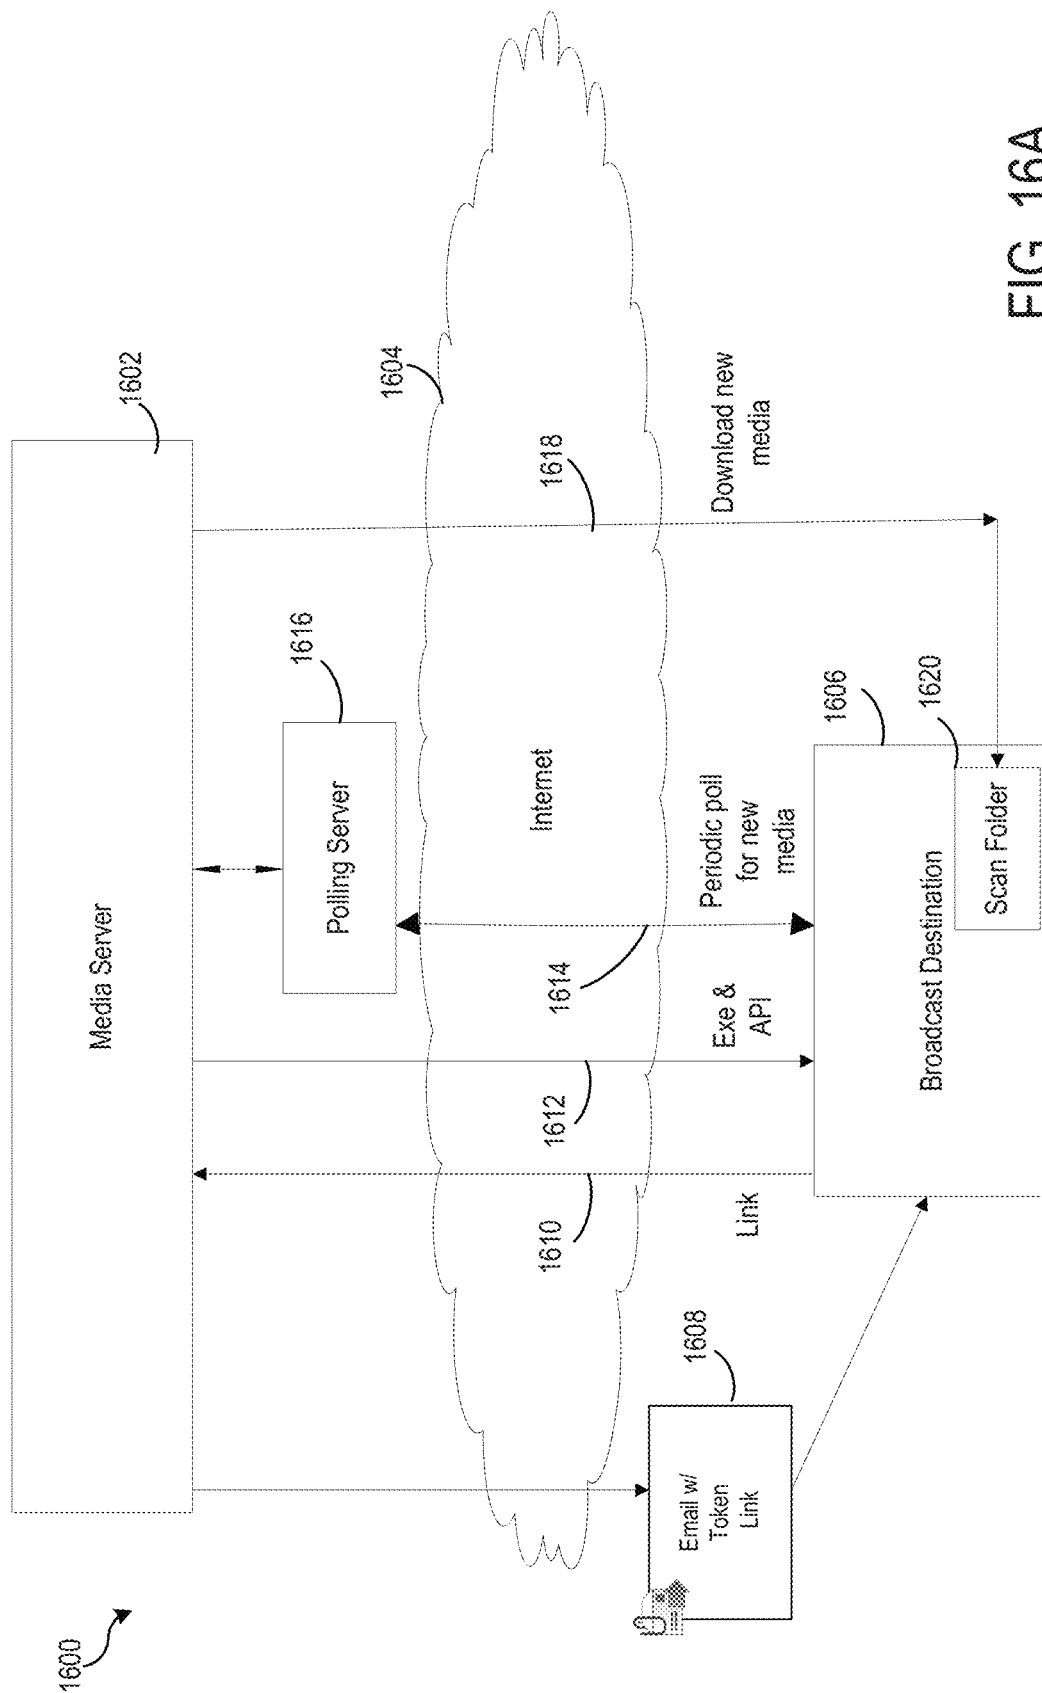 1600
Media Server
1602
Polling Server
1616
1604
Internet
1610
1612
1614
1618
Link
Exe &
API
Periodic poll
for new
media
Download new
media
Email w/
Token
Link
1608
Broadcast Destination
1606
Scan Folder
1620
FIG. 16A